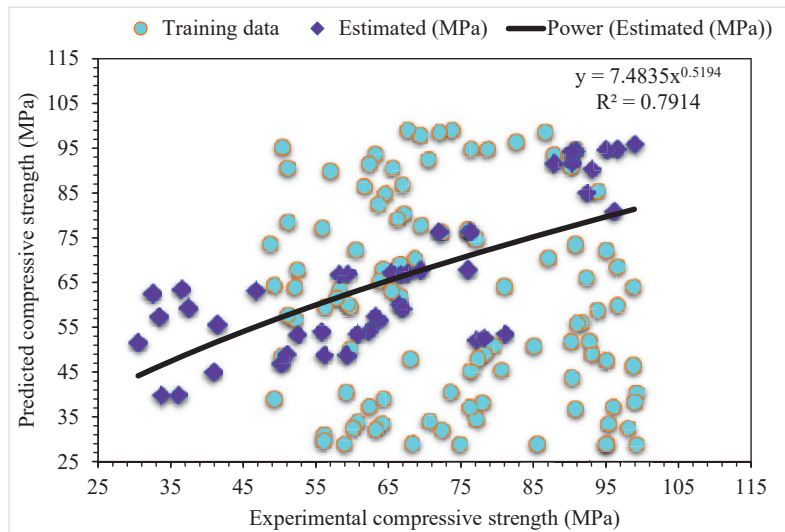 Training data Estimated (MPa) Power (Estimated (MPa))
y = 7.4835x^0.5194
R² = 0.7914
Predicted compressive strength (MPa)
115
105
95
85
75
65
55
45
35
25
25 35 45 55 65 75 85 95 105 115
Experimental compressive strength (MPa)